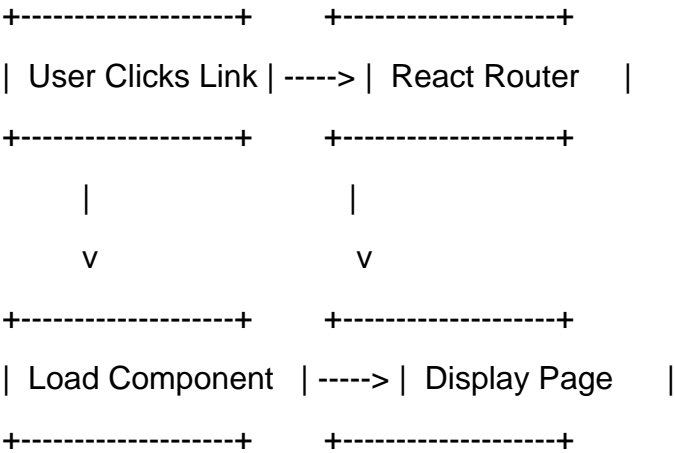 +--------------------+ +--------------------+
| User Clicks Link | -----> | React Router |
+--------------------+ +--------------------+
| |
v v
+--------------------+ +--------------------+
| Load Component | -----> | Display Page |
+--------------------+ +--------------------+